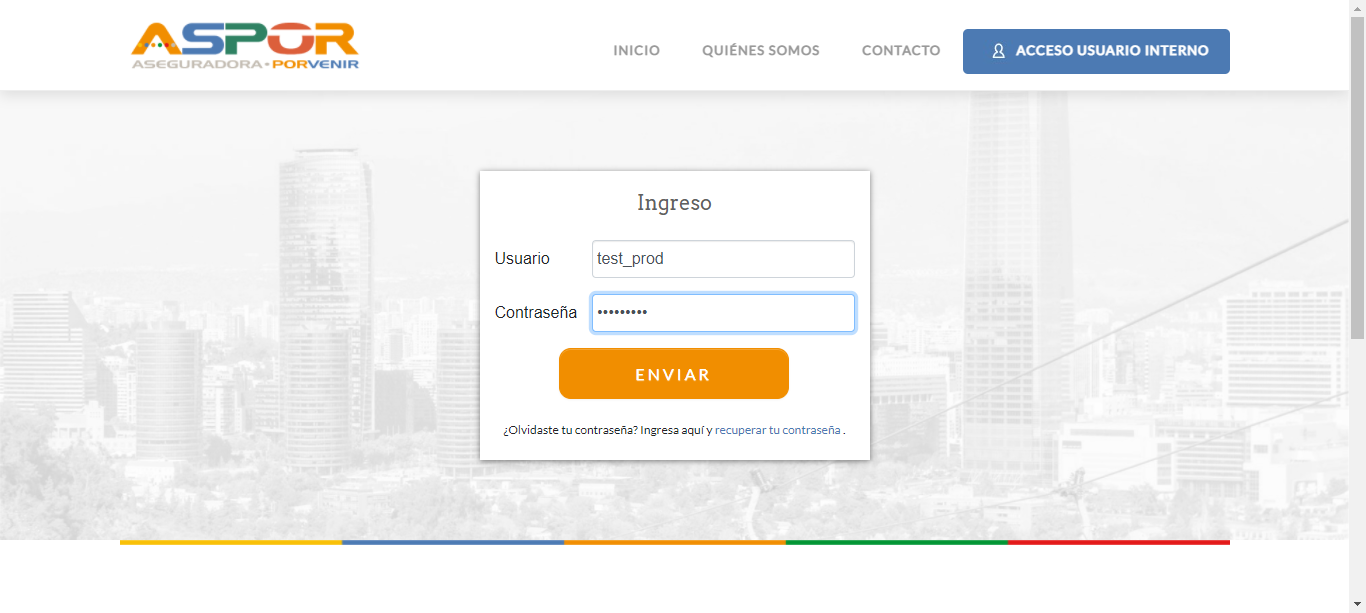 ASPOR
ASEGURADORA • PORVENIR
INICIO
QUIÉNES SOMOS
CONTACTO
ACCESO USUARIO INTERNO
Ingreso
Usuario
test_prod
Contraseña
•••••••••
ENVIAR
¿Olvidaste tu contraseña? Ingresa aquí y recuperar tu contraseña .